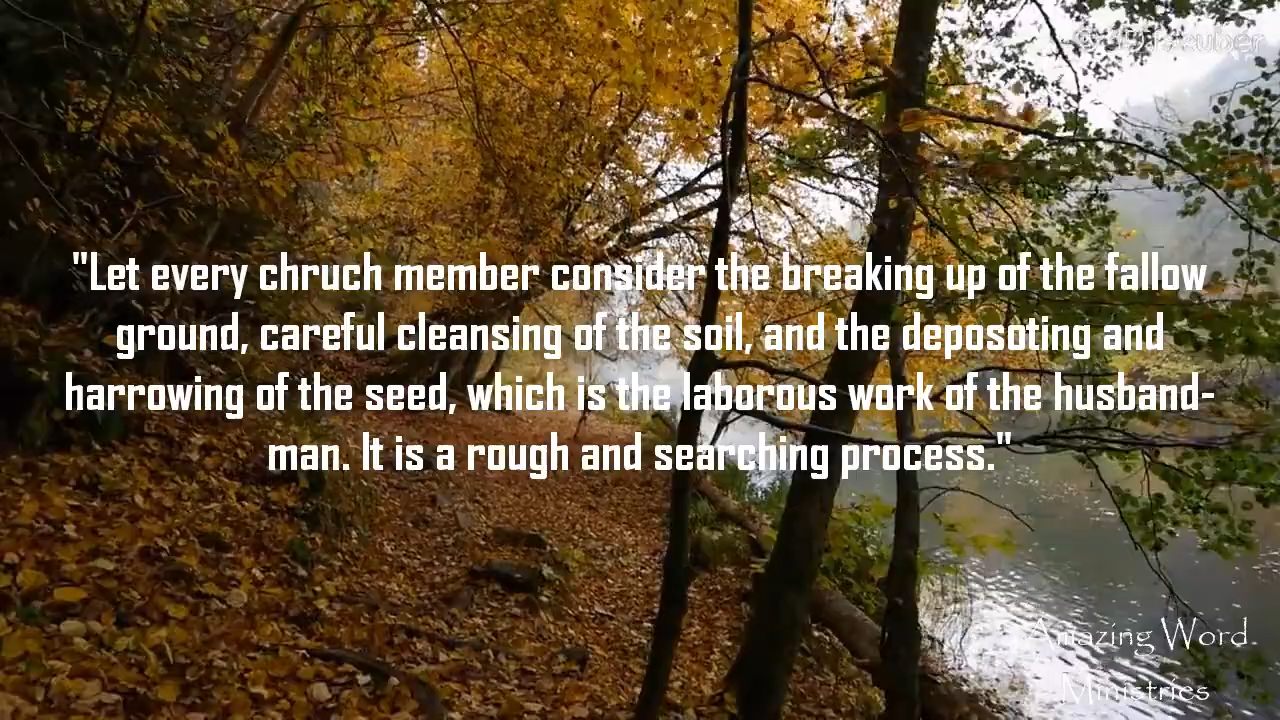 "Let every chruch member consider the breaking up of the fallow
ground, careful cleansing of the soil, and the deposoting and
harrowing of the seed, which is the laborous work of the husband-
man. It is a rough and searching process."
Amazing Word
Ministries